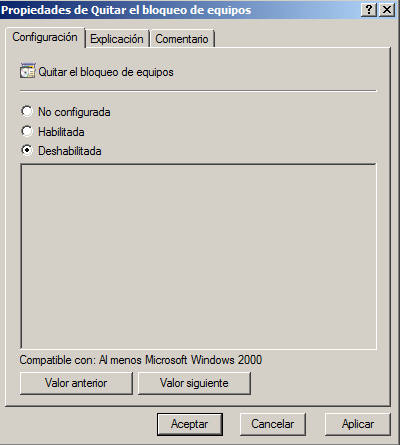 Propiedades de Quitar el bloqueo de equipos
Configuración Explicación Comentario
Quitar el bloqueo de equipos
No configurada
Habilitada
Deshabilitada
Compatible con: Al menos Microsoft Windows 2000
Valor anterior Valor siguiente
Aceptar Cancelar Aplicar